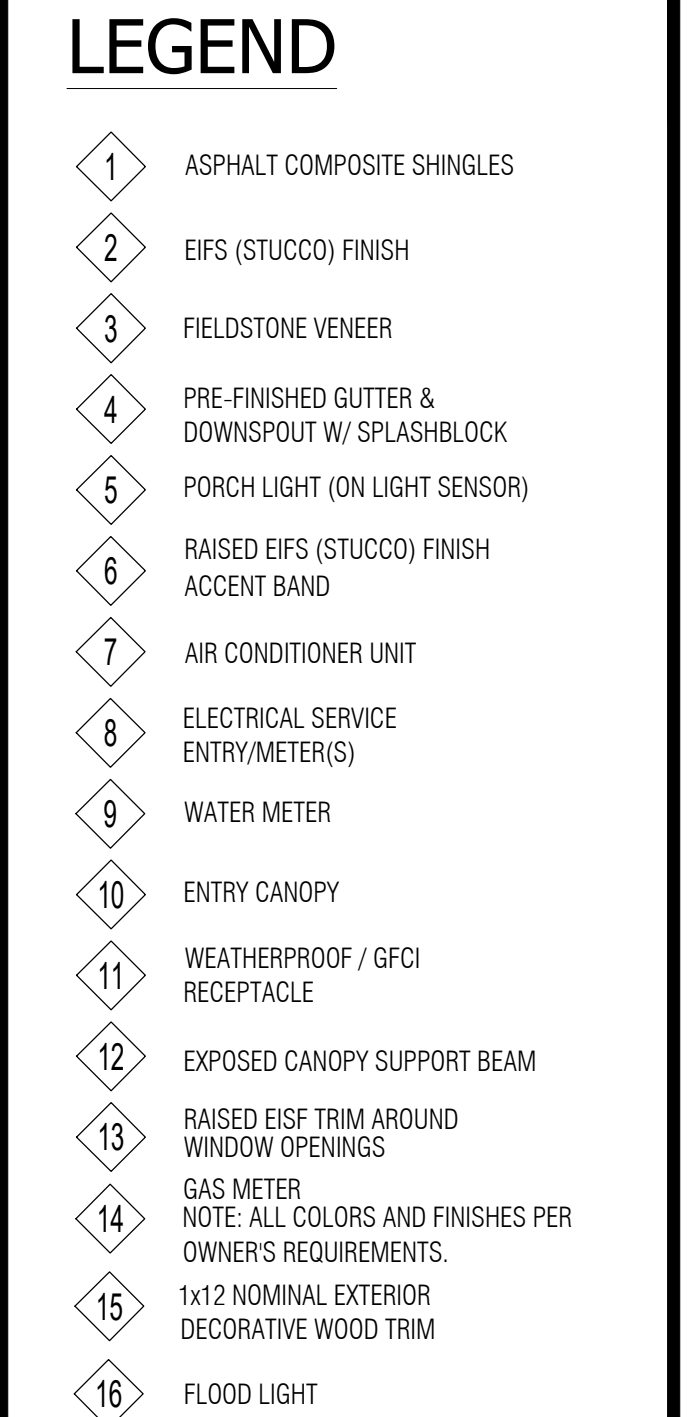 LEGEND
1 ASPHALT COMPOSITE SHINGLES
2 EIFS (STUCCO) FINISH
3 FIELDSTONE VENEER
4 PRE-FINISHED GUTTER &
DOWNSPOUT W/ SPLASHBLOCK
5 PORCH LIGHT (ON LIGHT SENSOR)
6 RAISED EIFS (STUCCO) FINISH
ACCENT BAND
7 AIR CONDITIONER UNIT
8 ELECTRICAL SERVICE
ENTRY/METER(S)
9 WATER METER
10 ENTRY CANOPY
11 WEATHERPROOF / GFCI
RECEPTACLE
12 EXPOSED CANOPY SUPPORT BEAM
13 RAISED EISF TRIM AROUND
WINDOW OPENINGS
14 GAS METER
NOTE: ALL COLORS AND FINISHES PER
OWNER'S REQUIREMENTS.
15 1x12 NOMINAL EXTERIOR
DECORATIVE WOOD TRIM
16 FLOOD LIGHT